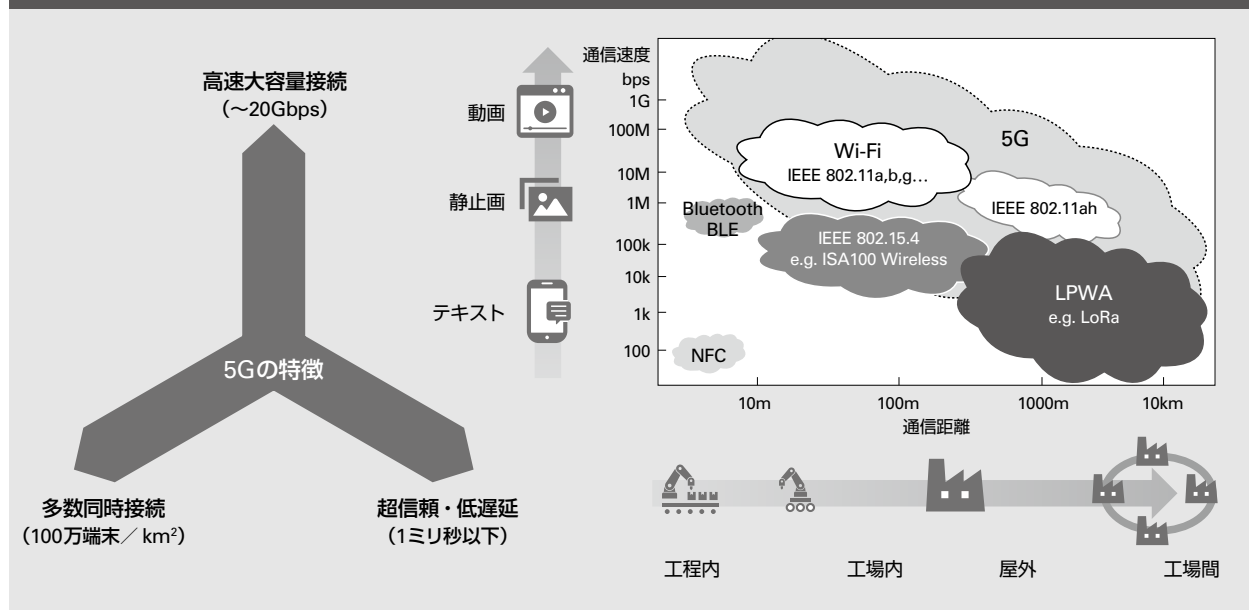 高速大容量接続
(～20Gbps)
5Gの特徴
多数同時接続
(100万端末／km²)
超信頼・低遅延
(1ミリ秒以下)
動画
静止画
テキスト
通信速度
bps
1G
100M
10M
1M
100k
10k
1k
100
5G
Wi-Fi
IEEE 802.11a,b,g…
IEEE 802.11ah
Bluetooth
BLE
IEEE 802.15.4
e.g. ISA100 Wireless
LPWA
e.g. LoRa
NFC
10m
100m
1000m
10km
通信距離
工程内
工場内
屋外
工場間